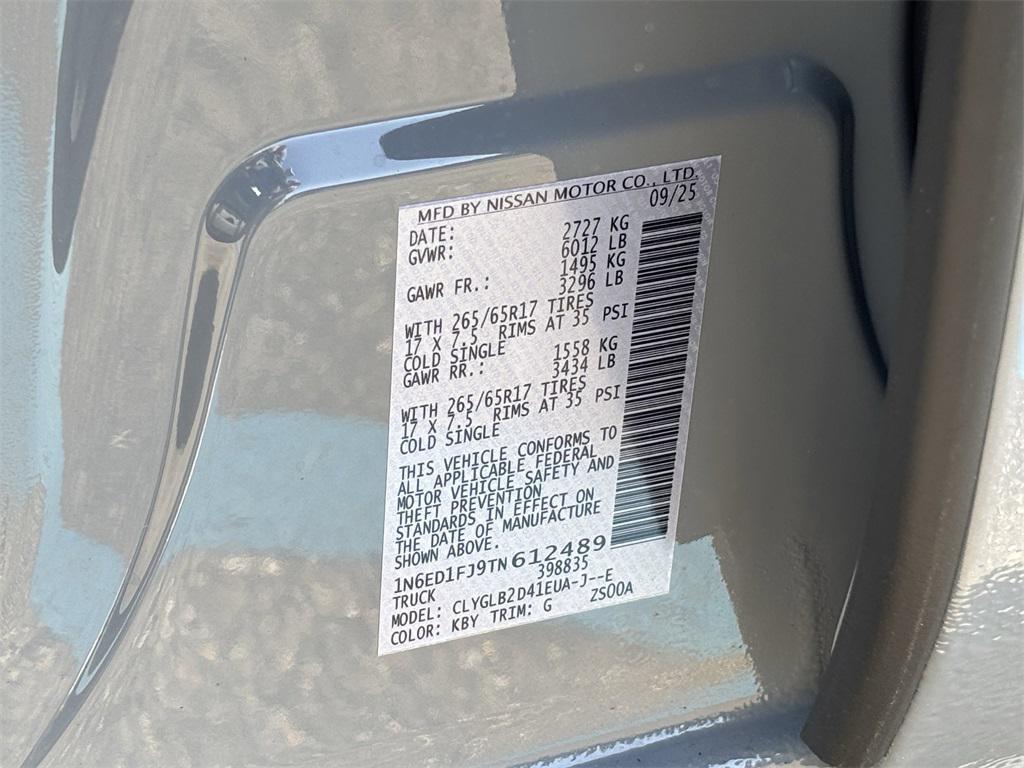 MFD BY NISSAN MOTOR CO., LTD.
DATE: 09/25
GVWR: 2727 KG
6012 LB
GAWR FR.: 1495 KG
3296 LB
WITH 265/65R17 TIRES
17 X 7.5 RIMS AT 35 PSI
COLD SINGLE
GAWR RR.: 1558 KG
3434 LB
WITH 265/65R17 TIRES
17 X 7.5 RIMS AT 35 PSI
COLD SINGLE
THIS VEHICLE CONFORMS TO
ALL APPLICABLE FEDERAL
MOTOR VEHICLE SAFETY AND
THEFT PREVENTION
STANDARDS IN EFFECT ON
THE DATE OF MANUFACTURE
SHOWN ABOVE.
1N6ED1FJ9TN612489
TRUCK 398835
MODEL: CLYGLB2D41EUA-J--E
COLOR: KBY TRIM: G ZS00A